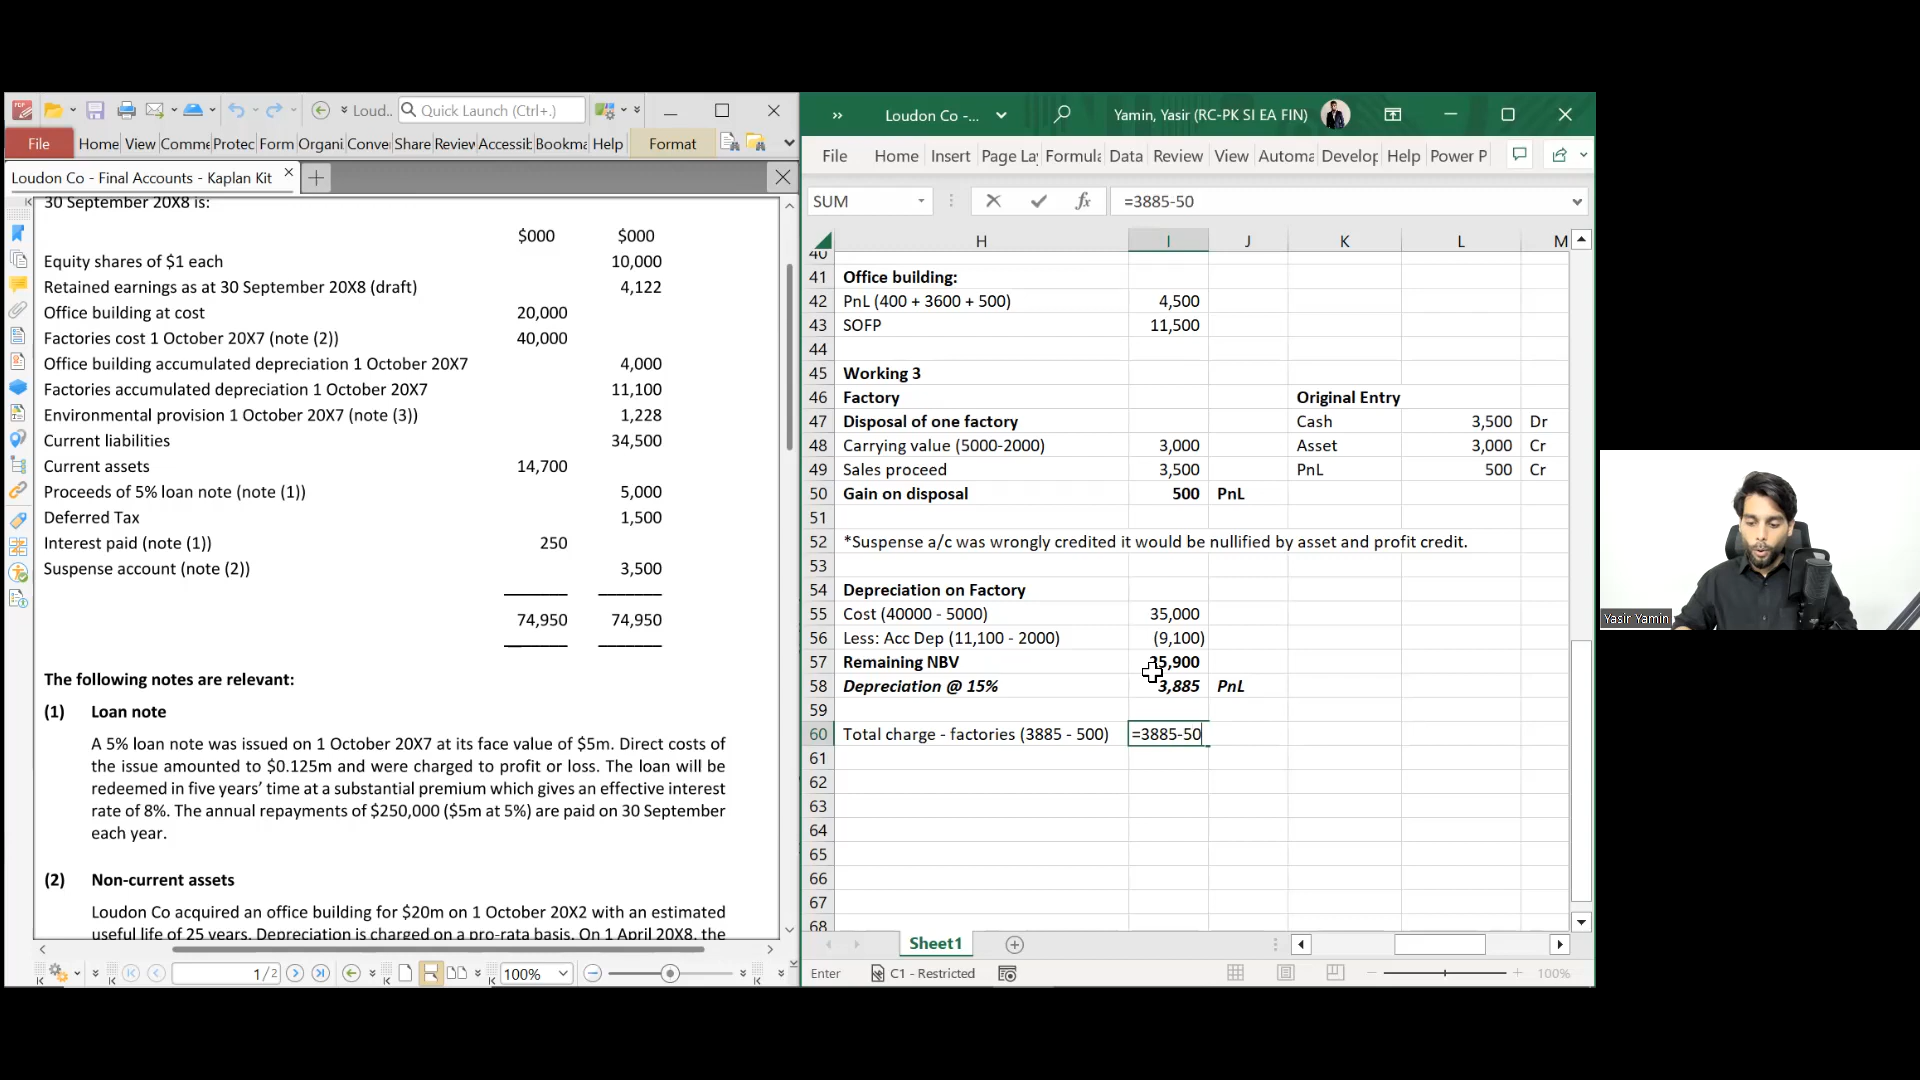 Loud..
Quick Launch (Ctrl+.)
File Home View Comme Protec Form Organi Conve Share Review Accessib Bookma Help Format
Loudon Co - Final Accounts - Kaplan Kit
30 September 20X8 is:
$000 $000
Equity shares of $1 each 10,000
Retained earnings as at 30 September 20X8 (draft) 4,122
Office building at cost 20,000
Factories cost 1 October 20X7 (note (2)) 40,000
Office building accumulated depreciation 1 October 20X7 4,000
Factories accumulated depreciation 1 October 20X7 11,100
Environmental provision 1 October 20X7 (note (3)) 1,228
Current liabilities 34,500
Current assets 14,700
Proceeds of 5% loan note (note (1)) 5,000
Deferred Tax 1,500
Interest paid (note (1)) 250
Suspense account (note (2)) 3,500
74,950 74,950
The following notes are relevant:
(1) Loan note
A 5% loan note was issued on 1 October 20X7 at its face value of $5m. Direct costs of
the issue amounted to $0.125m and were charged to profit or loss. The loan will be
redeemed in five years' time at a substantial premium which gives an effective interest
rate of 8%. The annual repayments of $250,000 ($5m at 5%) are paid on 30 September
each year.
(2) Non-current assets
Loudon Co acquired an office building for $20m on 1 October 20X2 with an estimated
useful life of 25 years. Depreciation is charged on a pro-rata basis. On 1 April 20X8, the
1 / 2
100%
Loudon Co -...
Yamin, Yasir (RC-PK SI EA FIN)
File Home Insert Page La Formula Data Review View Automa Develop Help Power P
SUM
fx
=3885-50
H I J K L M
40
41 Office building:
42 PnL (400 + 3600 + 500) 4,500
43 SOFP 11,500
44
45 Working 3
46 Factory Original Entry
47 Disposal of one factory Cash 3,500 Dr
48 Carrying value (5000-2000) 3,000 Asset 3,000 Cr
49 Sales proceed 3,500 PnL 500 Cr
50 Gain on disposal 500 PnL
51
52 *Suspense a/c was wrongly credited it would be nullified by asset and profit credit.
53
54 Depreciation on Factory
55 Cost (40000 - 5000) 35,000
56 Less: Acc Dep (11,100 - 2000) (9,100)
57 Remaining NBV 25,900
58 Depreciation @ 15% 3,885 PnL
59
60 Total charge - factories (3885 - 500) =3885-50
61
62
63
64
65
66
67
68
Sheet1
Enter
C1 - Restricted
100%
Yasir Yamin